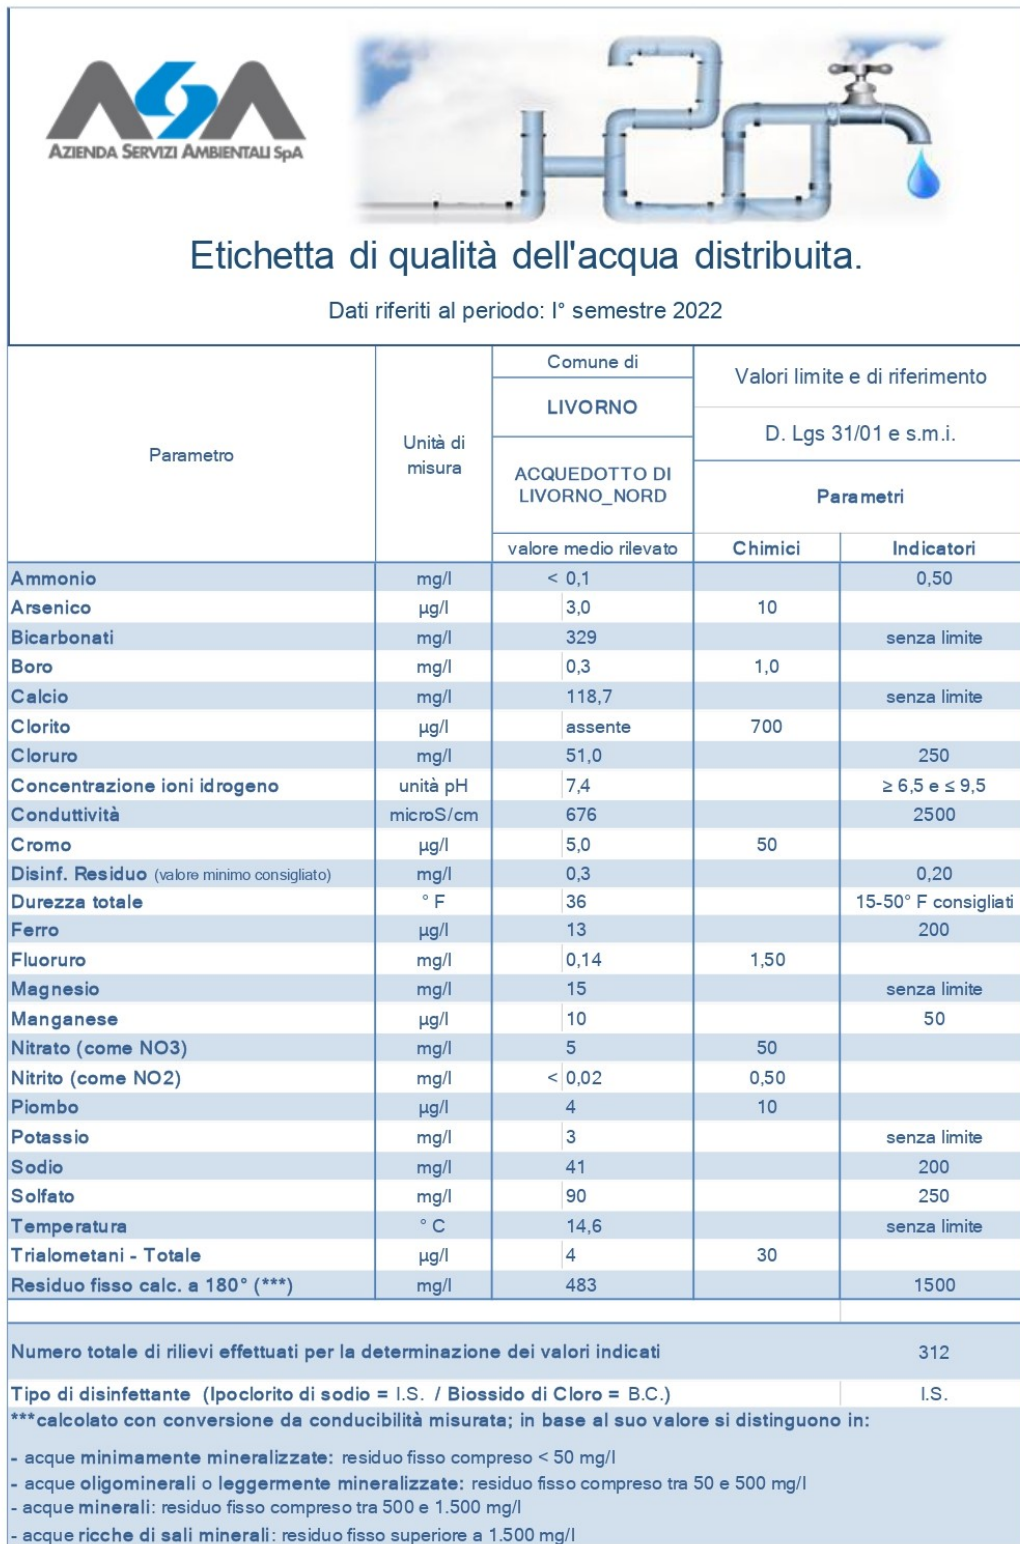 ASA
AZIENDA SERVIZI AMBIENTALI SpA
H2O
Etichetta di qualità dell'acqua distribuita.
Dati riferiti al periodo: I° semestre 2022
Parametro
Unità di
misura
Comune di
LIVORNO
ACQUEDOTTO DI
LIVORNO_NORD
valore medio rilevato
Valori limite e di riferimento
D. Lgs 31/01 e s.m.i.
Parametri
Chimici Indicatori
Ammonio mg/l < 0,1 0,50
Arsenico µg/l 3,0 10
Bicarbonati mg/l 329 senza limite
Boro mg/l 0,3 1,0
Calcio mg/l 118,7 senza limite
Clorito µg/l assente 700
Cloruro mg/l 51,0 250
Concentrazione ioni idrogeno unità pH 7,4 ≥ 6,5 e ≤ 9,5
Conduttività microS/cm 676 2500
Cromo µg/l 5,0 50
Disinf. Residuo (valore minimo consigliato) mg/l 0,3 0,20
Durezza totale ° F 36 15-50° F consigliati
Ferro µg/l 13 200
Fluoruro mg/l 0,14 1,50
Magnesio mg/l 15 senza limite
Manganese µg/l 10 50
Nitrato (come NO3) mg/l 5 50
Nitrito (come NO2) mg/l < 0,02 0,50
Piombo µg/l 4 10
Potassio mg/l 3 senza limite
Sodio mg/l 41 200
Solfato mg/l 90 250
Temperatura ° C 14,6 senza limite
Trialometani - Totale µg/l 4 30
Residuo fisso calc. a 180° (***) mg/l 483 1500
Numero totale di rilievi effettuati per la determinazione dei valori indicati 312
Tipo di disinfettante (Ipoclorito di sodio = I.S. / Biossido di Cloro = B.C.) I.S.
***calcolato con conversione da conducibilità misurata; in base al suo valore si distinguono in:
- acque minimamente mineralizzate: residuo fisso compreso < 50 mg/l
- acque oligominerali o leggermente mineralizzate: residuo fisso compreso tra 50 e 500 mg/l
- acque minerali: residuo fisso compreso tra 500 e 1.500 mg/l
- acque ricche di sali minerali: residuo fisso superiore a 1.500 mg/l